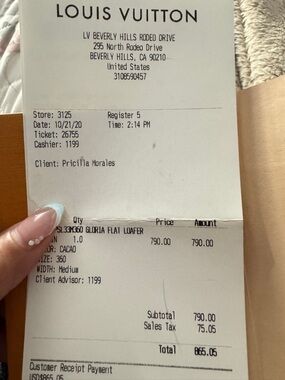 LOUIS VUITTON
LV BEVERLY HILLS RODEO DRIVE
295 North Rodeo Drive
BEVERLY HILLS, CA 90210
United States
3108590457
Store: 3125 Register 5
Date: 10/21/20 Time: 2:14 PM
Ticket: 26755
Cashier: 1199
Client: Pricilla Morales
Qty Price Amount
GLORIA FLAT LOAFER
1.0 790.00 790.00
CACAO
SIZE: 360
WIDTH: Medium
Client Advisor: 1199
Subtotal 790.00
Sales Tax 75.05
Total 865.05
Customer Receipt Payment
USD$865.05